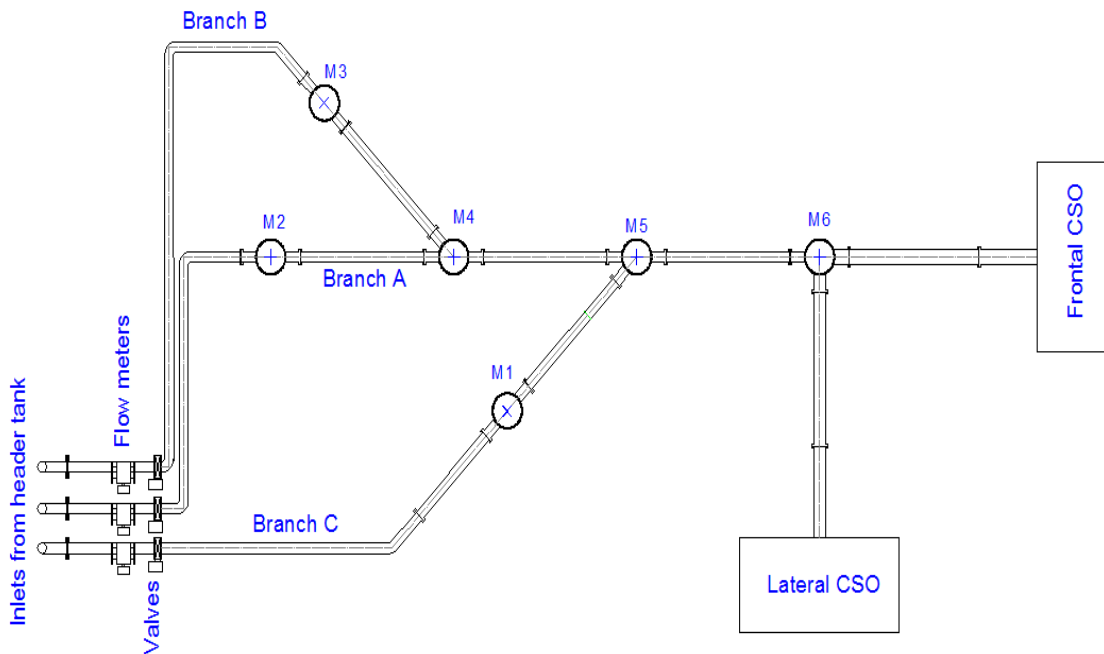 Branch B
M3
M2
M4
M5
M6
Branch A
Frontal CSO
M1
Flow meters
Inlets from header tank
Branch C
Valves
Lateral CSO